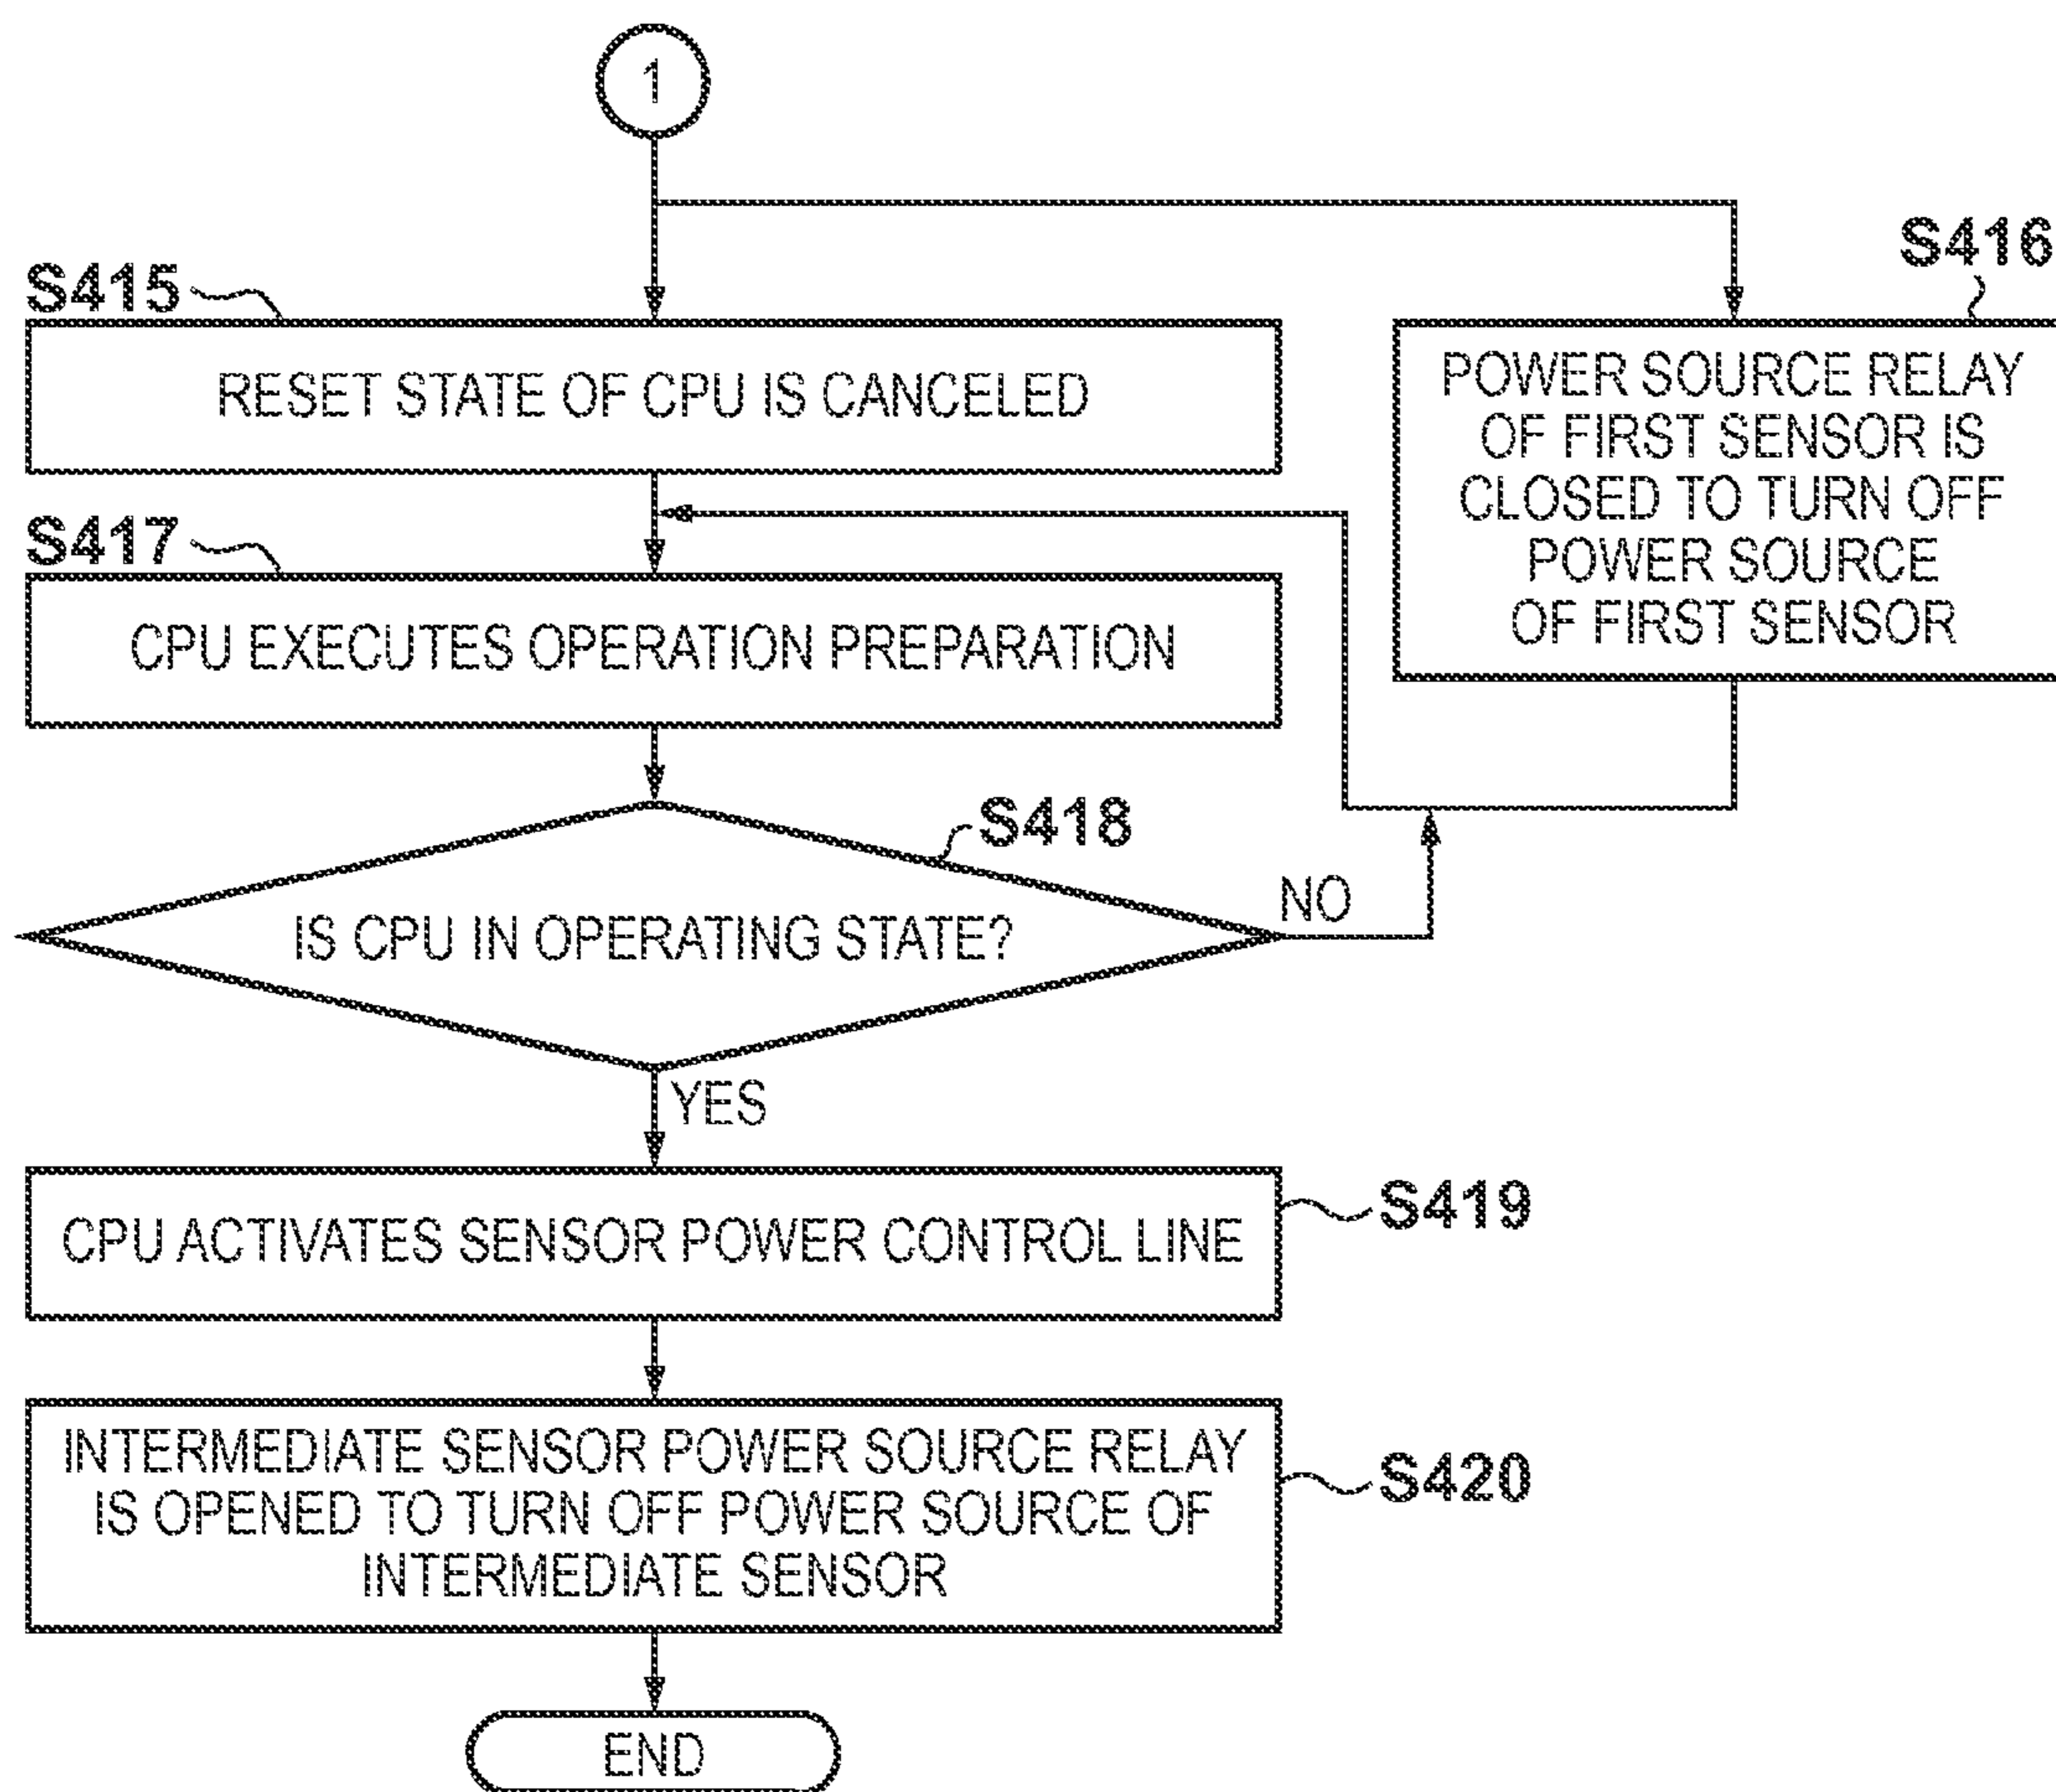 1
S415
RESET STATE OF CPU IS CANCELED
S416
POWER SOURCE RELAY
OF FIRST SENSOR IS
CLOSED TO TURN OFF
POWER SOURCE
OF FIRST SENSOR
S417
CPU EXECUTES OPERATION PREPARATION
S418
IS CPU IN OPERATING STATE?
NO
YES
CPU ACTIVATES SENSOR POWER CONTROL LINE
S419
INTERMEDIATE SENSOR POWER SOURCE RELAY
IS OPENED TO TURN OFF POWER SOURCE OF
INTERMEDIATE SENSOR
S420
END